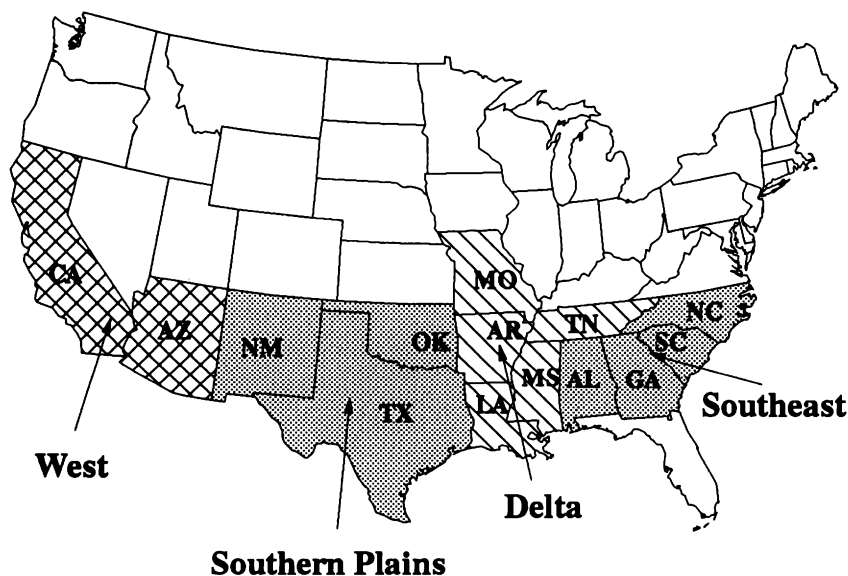 MO
CA
NC
AR
TN
AZ
OK
SC
NM
MS
AL
GA
LA
TX
Southeast
West
Delta
Southern Plains